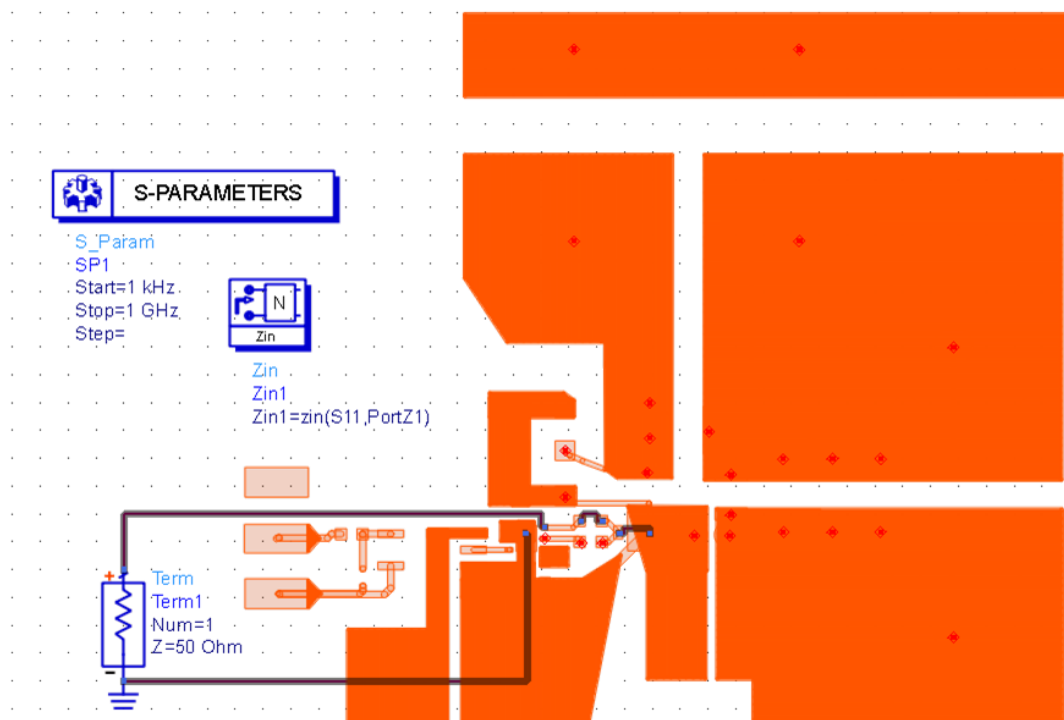 S-PARAMETERS
S_Param
SP1
Start=1 kHz
Stop=1 GHz
Step=
N
Zin
Zin
Zin1
Zin1=zin(S11,PortZ1)
+
Term
Term1
Num=1
Z=50 Ohm
-